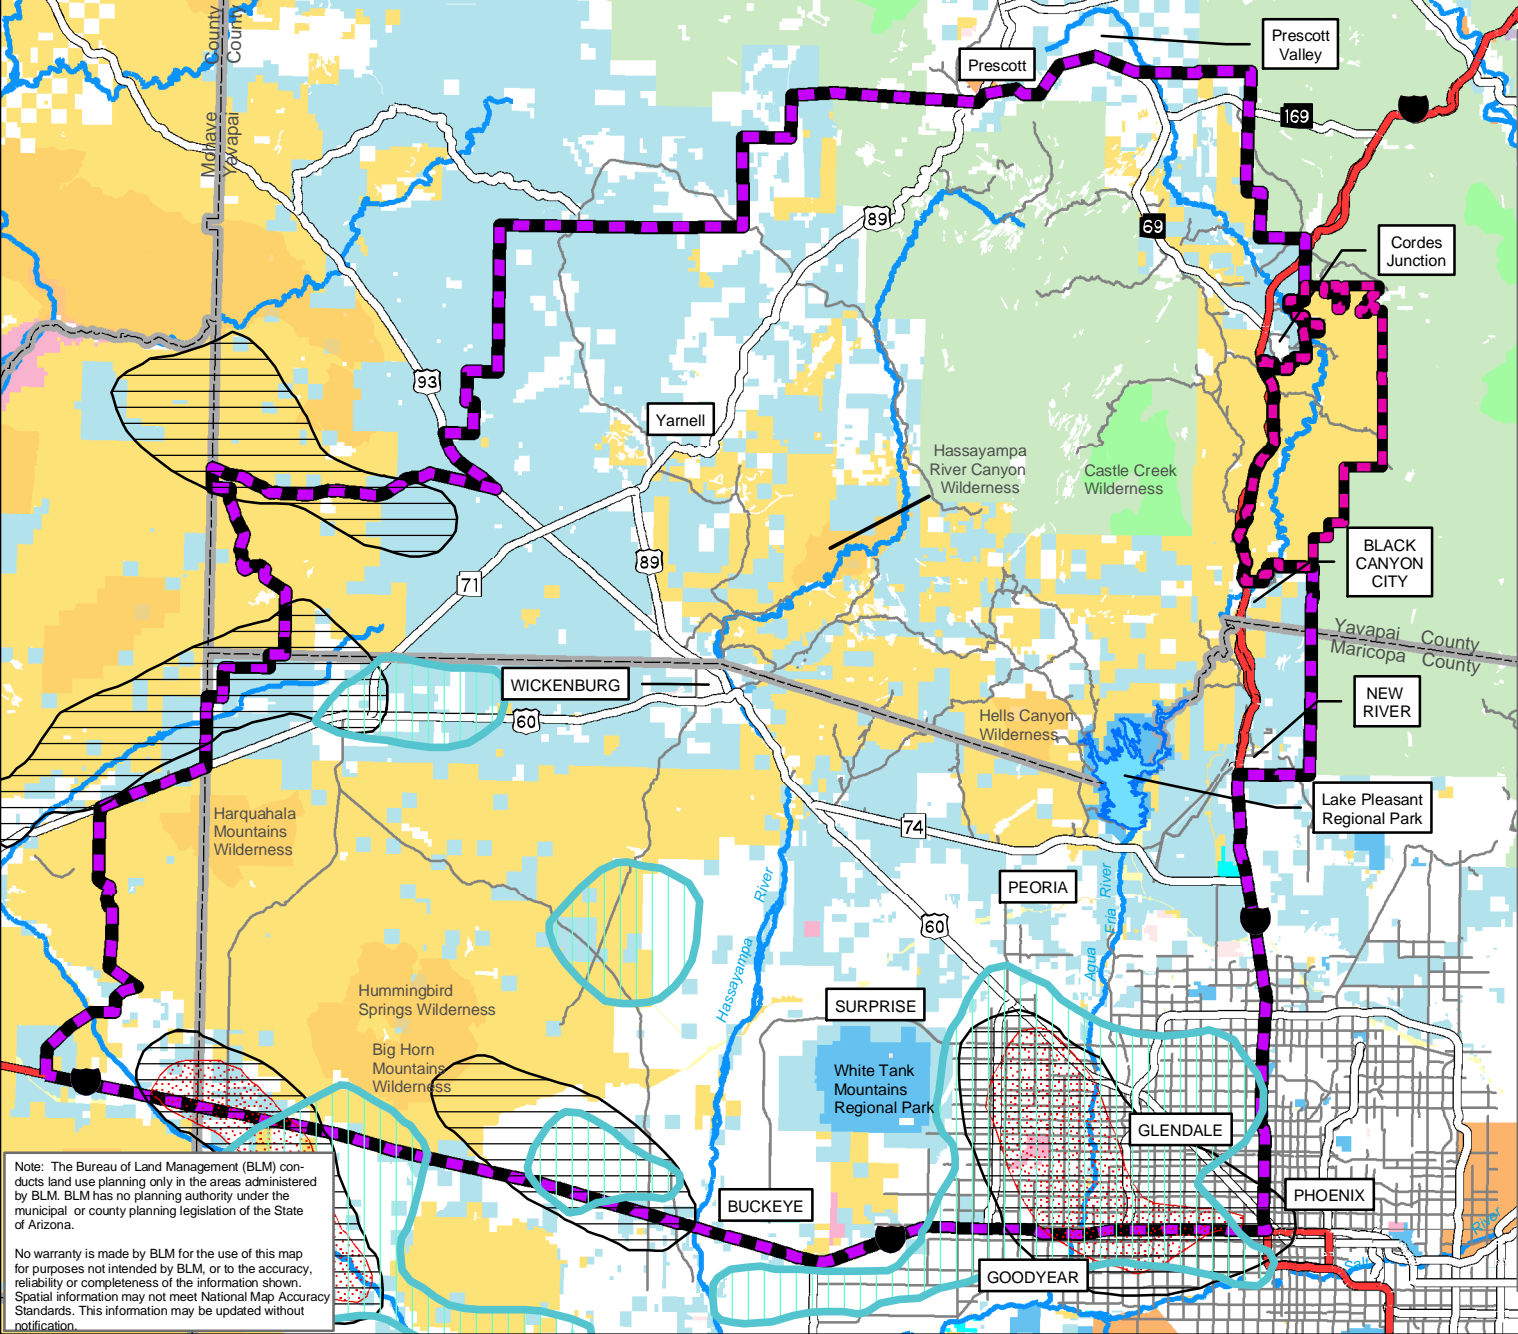 County
County
Mohave
Yavapai
Prescott
Prescott
Valley
169
89
69
Cordes
Junction
93
Yarnell
Hassayampa
River Canyon
Wilderness
Castle Creek
Wilderness
BLACK
CANYON
CITY
89
71
Yavapai County
Maricopa County
WICKENBURG
NEW
RIVER
60
Hells Canyon
Wilderness
Lake Pleasant
Regional Park
Harquahala
Mountains
Wilderness
74
PEORIA
Hassayampa River
Agua Fria River
60
Hummingbird
Springs Wilderness
SURPRISE
Big Horn
Mountains
Wilderness
White Tank
Mountains
Regional Park
GLENDALE
PHOENIX
BUCKEYE
GOODYEAR
Salt River
Note: The Bureau of Land Management (BLM) con-
ducts land use planning only in the areas administered
by BLM. BLM has no planning authority under the
municipal or county planning legislation of the State
of Arizona.
No warranty is made by BLM for the use of this map
for purposes not intended by BLM, or to the accuracy,
reliability or completeness of the information shown.
Spatial information may not meet National Map Accuracy
Standards. This information may be updated without
notification.